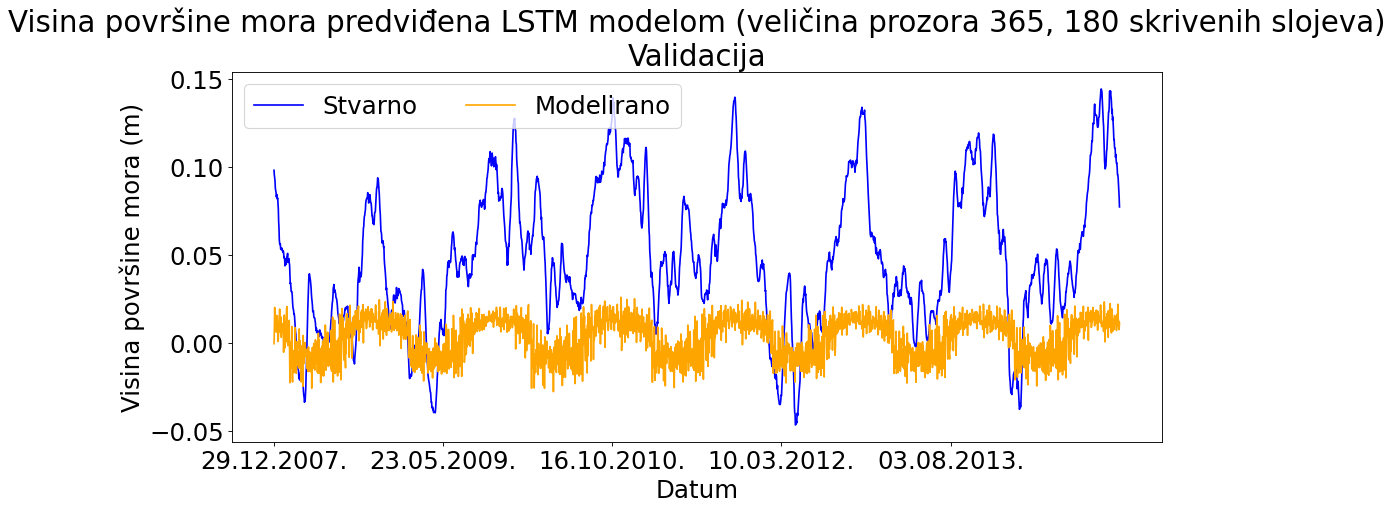 Visina površine mora predviđena LSTM modelom (veličina prozora 365, 180 skrivenih slojeva)
Validacija
Stvarno
Modelirano
Visina površine mora (m)
0.15
0.10
0.05
0.00
−0.05
29.12.2007.
23.05.2009.
16.10.2010.
10.03.2012.
03.08.2013.
Datum